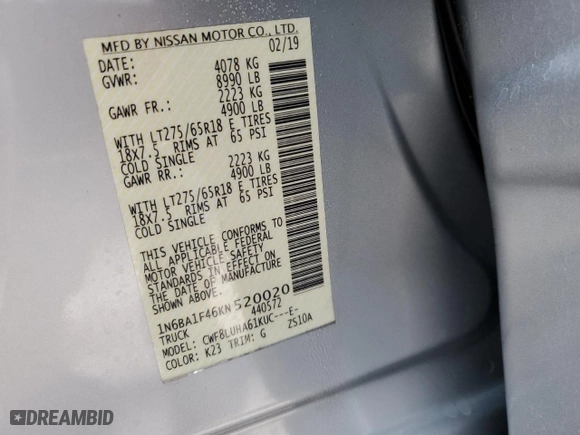 MFD BY NISSAN MOTOR CO., LTD.
DATE: 02/19
GVWR: 4078 KG
8990 LB
GAWR FR.: 2223 KG
4900 LB
WITH LT275/65R18 E TIRES
18X7.5 RIMS AT 65 PSI
COLD SINGLE
GAWR RR.: 2223 KG
4900 LB
WITH LT275/65R18 E TIRES
18X7.5 RIMS AT 65 PSI
COLD SINGLE
THIS VEHICLE CONFORMS TO
ALL APPLICABLE FEDERAL
MOTOR VEHICLE SAFETY
STANDARDS IN EFFECT ON
THE DATE OF MANUFACTURE
SHOWN ABOVE.
1N6BA1F46KN520020
TRUCK 440572
MODEL: CWF8LUHA61KUC---E-
COLOR: K23 TRIM: G ZS10A
DREAMBID